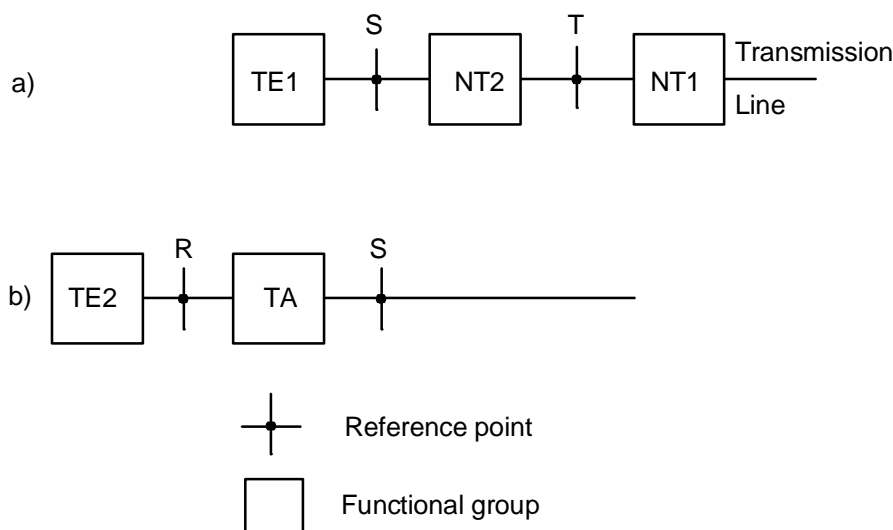 a)
TE1
S
NT2
T
NT1
Transmission
Line
b)
TE2
R
TA
S
Reference point
Functional group